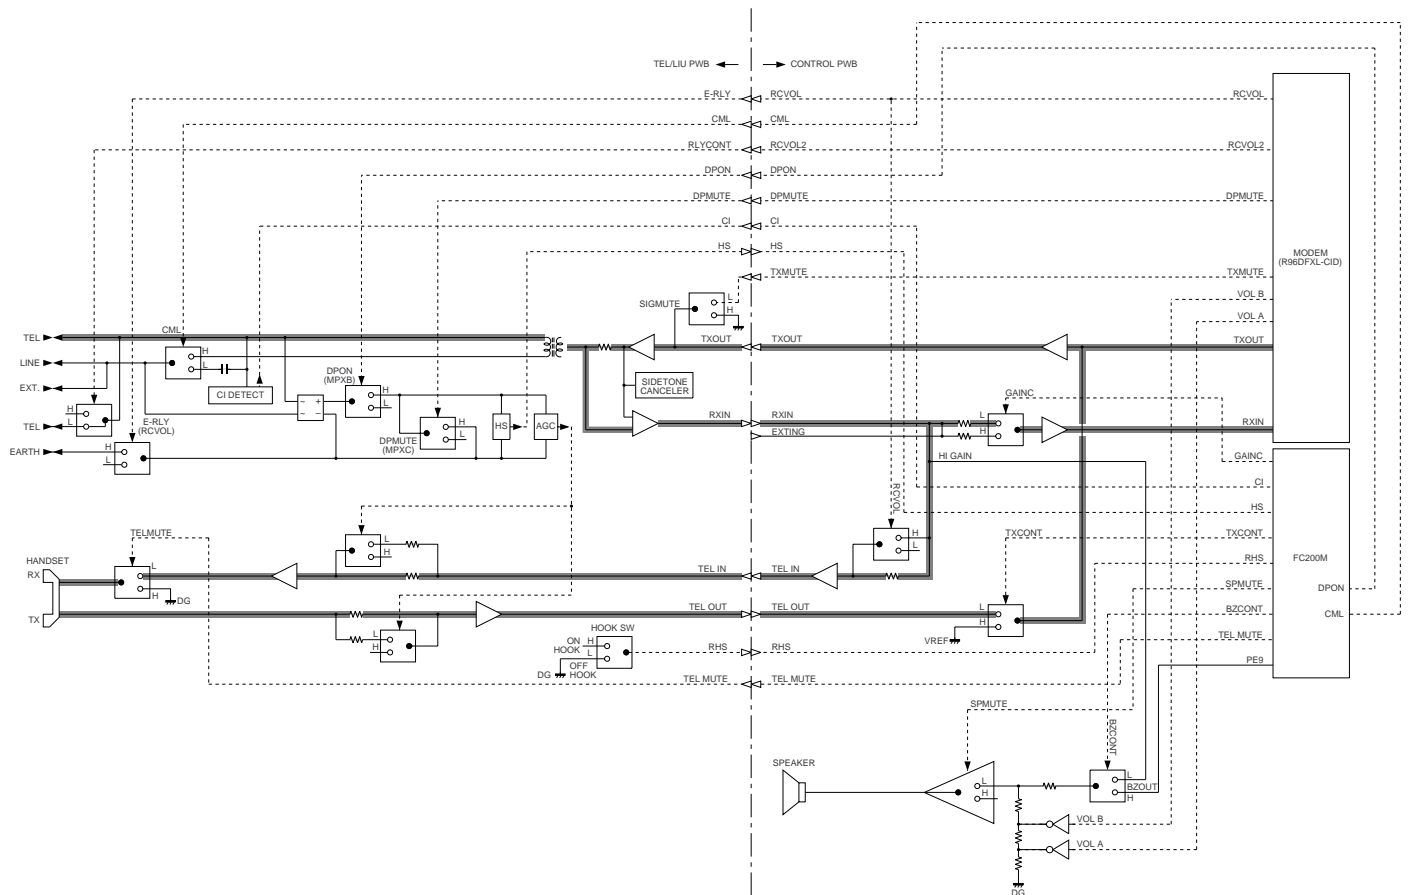 TEL/LIU PWB
CONTROL PWB
E-RLY
RCVOL
RCVOL
CML
CML
RLYCONT
RCVOL2
RCVOL2
DPON
DPON
DPMUTE
DPMUTE
DPMUTE
CI
CI
HS
HS
MODEM
(R96DFXL-CID)
TXMUTE
TXMUTE
VOL B
VOL A
SIGMUTE
L
H
TEL
CML
H
L
TXOUT
TXOUT
TXOUT
LINE
EXT.
CI DETECT
DPON
(MPXB)
H
L
~ +
~ −
SIDETONE
CANCELER
GAINC
H
L
TEL
E-RLY
(RCVOL)
DPMUTE
(MPXC)
H
L
HS
AGC
RXIN
RXIN
RXIN
L
H
EXTING
EARTH
H
L
HI GAIN
GAINC
CI
RCVOL
HS
TELMUTE
L
H
H
L
TXCONT
TXCONT
FC200M
HANDSET
RX
L
H
DG
TEL IN
TEL IN
RHS
SPMUTE
DPON
TX
TEL OUT
TEL OUT
L
H
VREF
BZCONT
CML
L
H
HOOK SW
ON
HOOK
H
L
OFF
HOOK
DG
RHS
RHS
TEL MUTE
TEL MUTE
TEL MUTE
PE9
SPMUTE
BZCONT
SPEAKER
L
H
L
BZOUT
H
VOL B
VOL A
DG